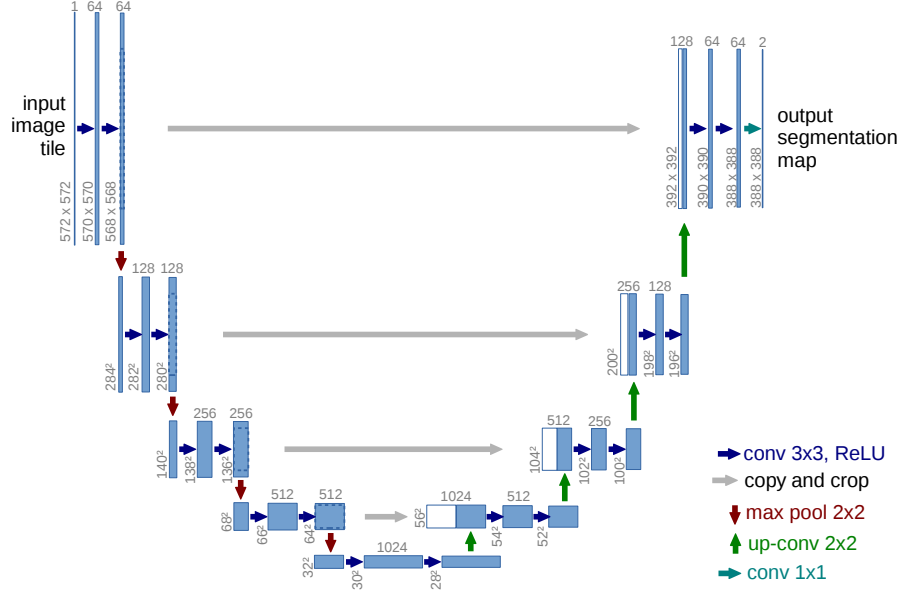 1 64 64
128 64 64 2
input
image
tile
output
segmentation
map
572 x 572
570 x 570
568 x 568
392 x 392
390 x 390
388 x 388
388 x 388
128 128
256 128
284²
282²
280²
200²
198²
196²
256 256
512 256
140²
138²
136²
104²
102²
100²
512 512
1024 512
68²
66²
64²
56²
54²
52²
1024
32²
30²
28²
conv 3x3, ReLU
copy and crop
max pool 2x2
up-conv 2x2
conv 1x1